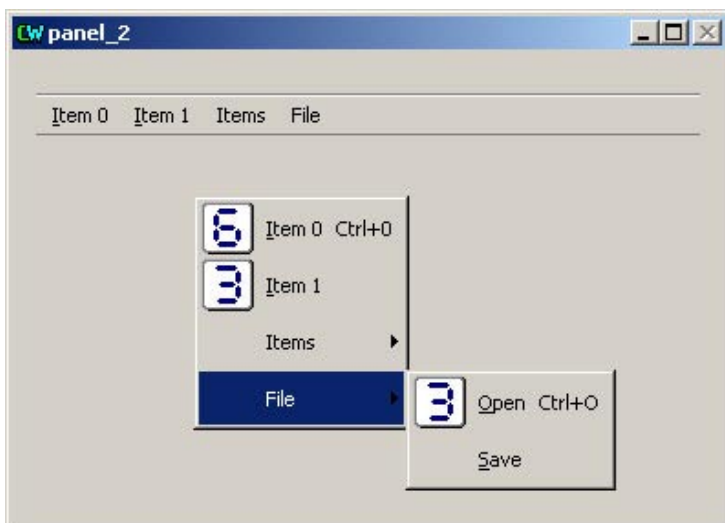 CW panel_2
Item 0 Item 1 Items File
6 Item 0 Ctrl+0
3 Item 1
Items
File
3 Open Ctrl+O
Save